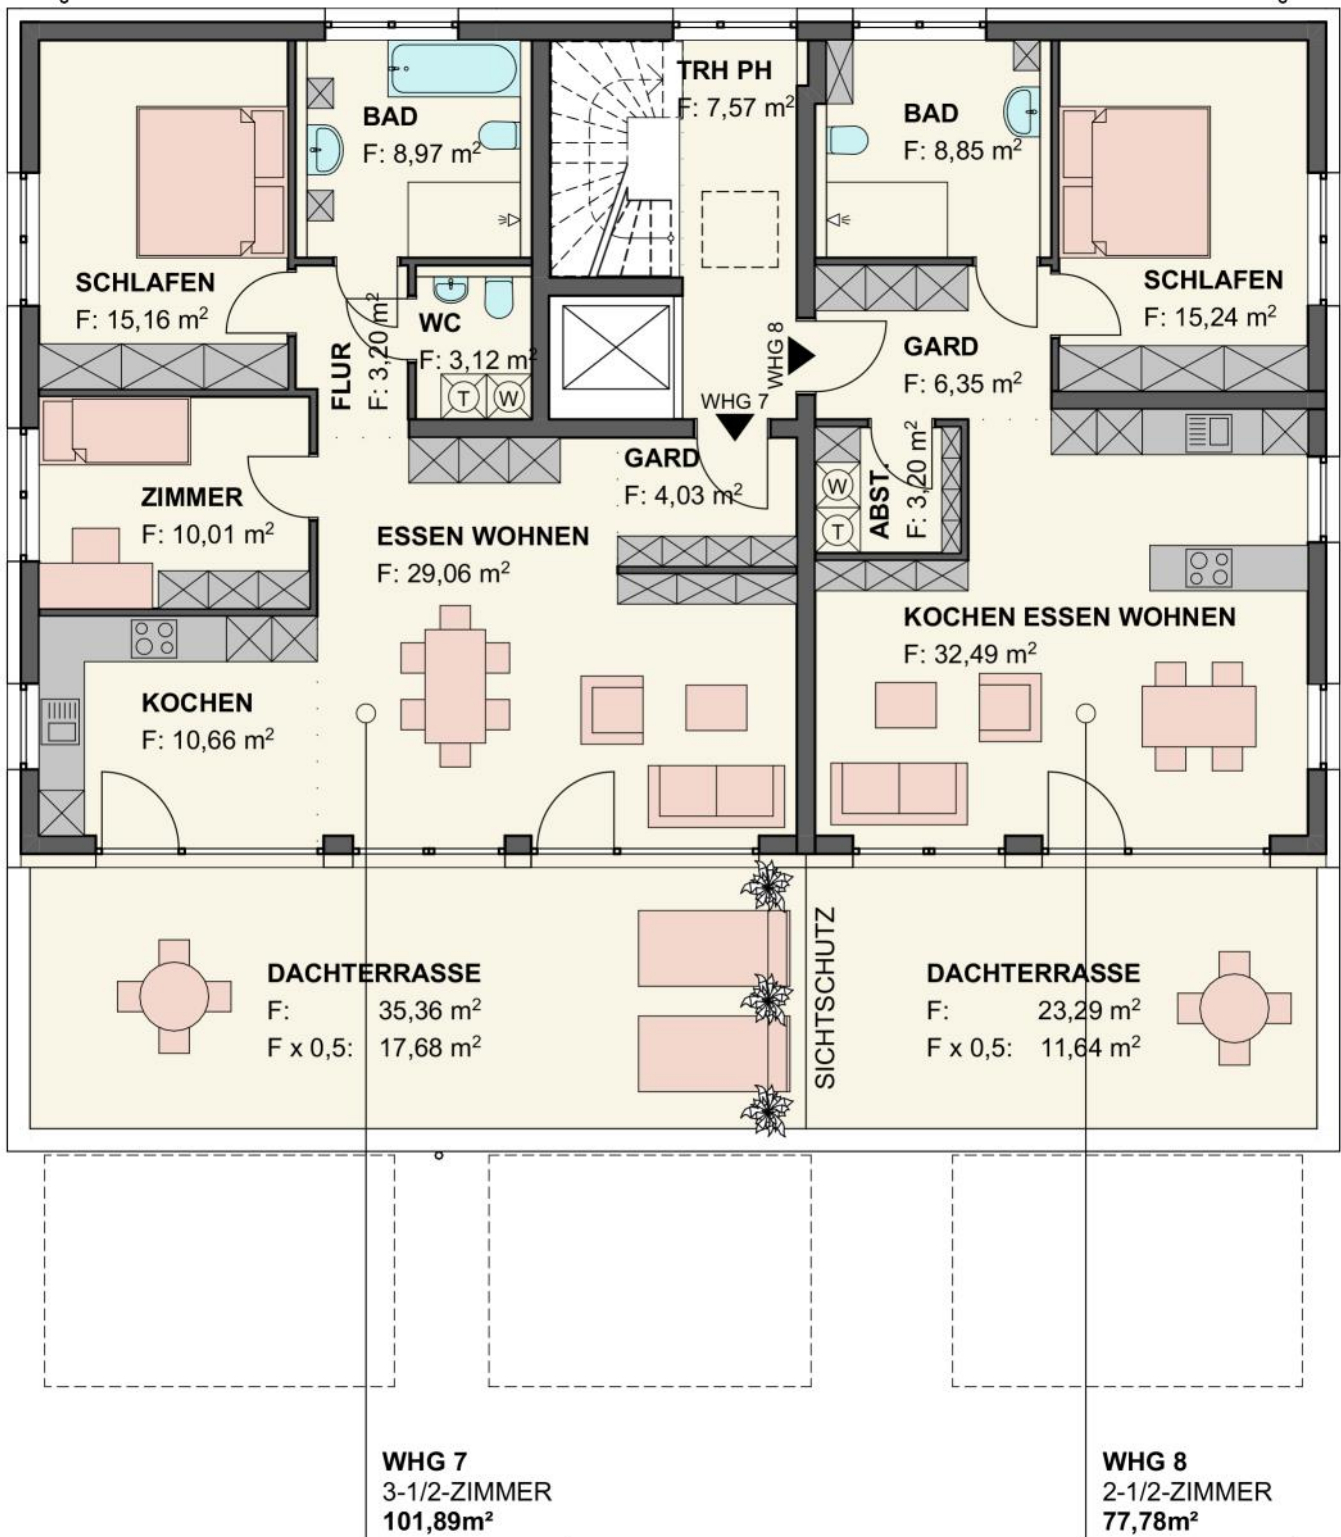 TRH PH
F: 7,57 m²
BAD
F: 8,97 m²
BAD
F: 8,85 m²
SCHLAFEN
F: 15,16 m²
WC
F: 3,12 m²
T
W
FLUR
F: 3,20 m²
WHG 8
WHG 7
GARD
F: 6,35 m²
SCHLAFEN
F: 15,24 m²
ZIMMER
F: 10,01 m²
GARD
F: 4,03 m²
W
T
ABST.
F: 3,20 m²
ESSEN WOHNEN
F: 29,06 m²
KOCHEN ESSEN WOHNEN
F: 32,49 m²
KOCHEN
F: 10,66 m²
DACHTERRASSE
F: 35,36 m²
F x 0,5: 17,68 m²
SICHTSCHUTZ
DACHTERRASSE
F: 23,29 m²
F x 0,5: 11,64 m²
WHG 7
3-1/2-ZIMMER
101,89m²
WHG 8
2-1/2-ZIMMER
77,78m²